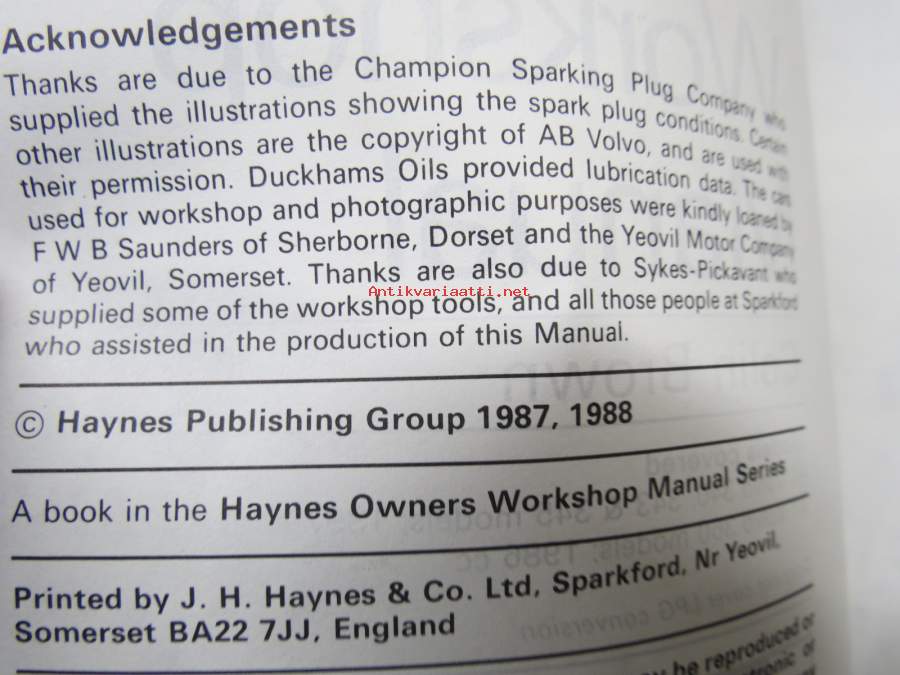 Acknowledgements
Thanks are due to the Champion Sparking Plug Company who
supplied the illustrations showing the spark plug conditions. Certain
other illustrations are the copyright of AB Volvo, and are used with
their permission. Duckhams Oils provided lubrication data. The cars
used for workshop and photographic purposes were kindly loaned by
F W B Saunders of Sherborne, Dorset and the Yeovil Motor Company
of Yeovil, Somerset. Thanks are also due to Sykes-Pickavant who
Antikvariaatti.net
supplied some of the workshop tools, and all those people at Sparkford
who assisted in the production of this Manual.
© Haynes Publishing Group 1987, 1988
A book in the Haynes Owners Workshop Manual Series
Printed by J. H. Haynes & Co. Ltd, Sparkford, Nr Yeovil,
Somerset BA22 7JJ, England
be reproduced or